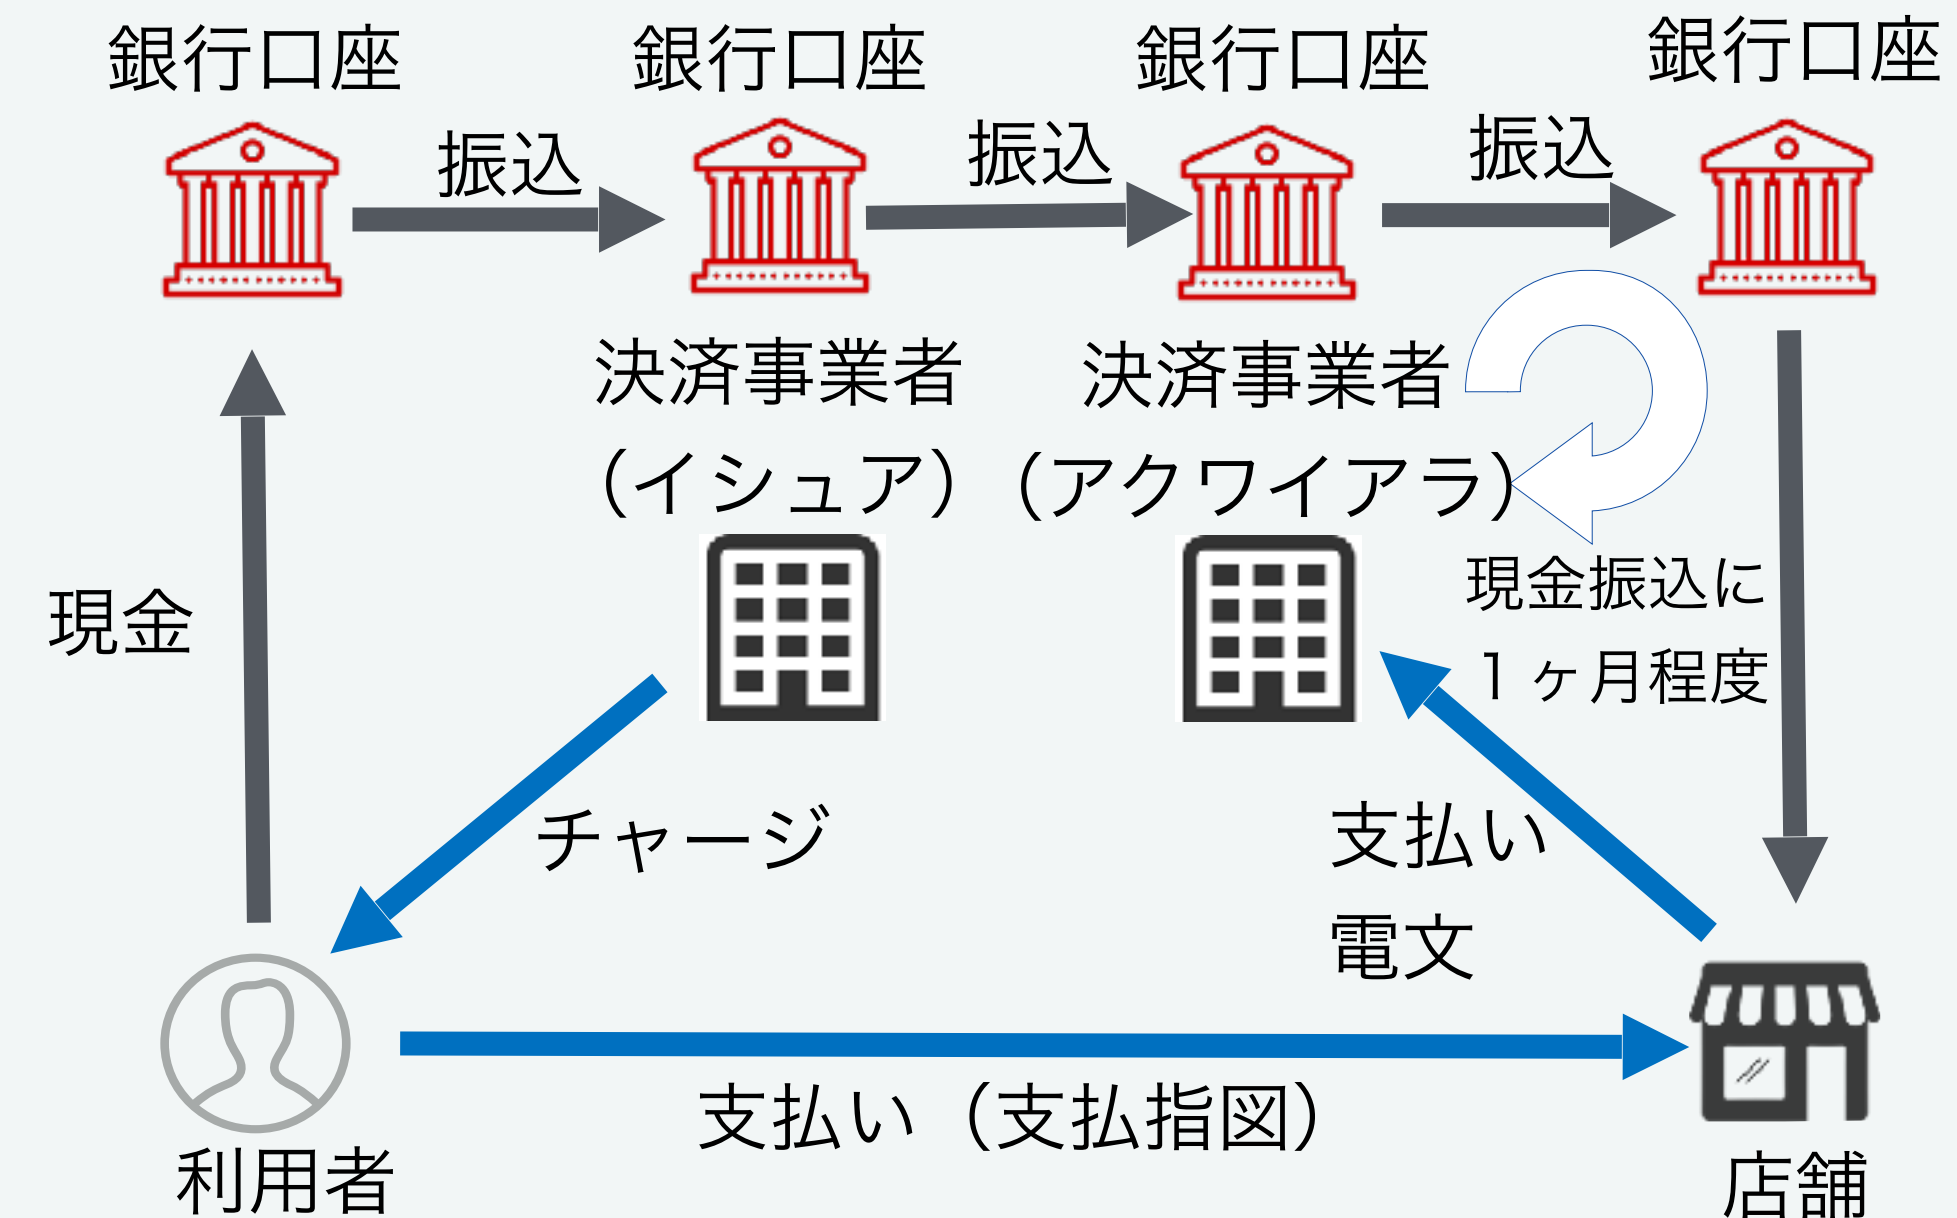 銀行口座
銀行口座
銀行口座
銀行口座
振込
振込
振込
決済事業者
（イシュア）
決済事業者
（アクワイアラ）
現金
現金振込に
１ヶ月程度
チャージ
支払い
電文
支払い（支払指図）
利用者
店舗